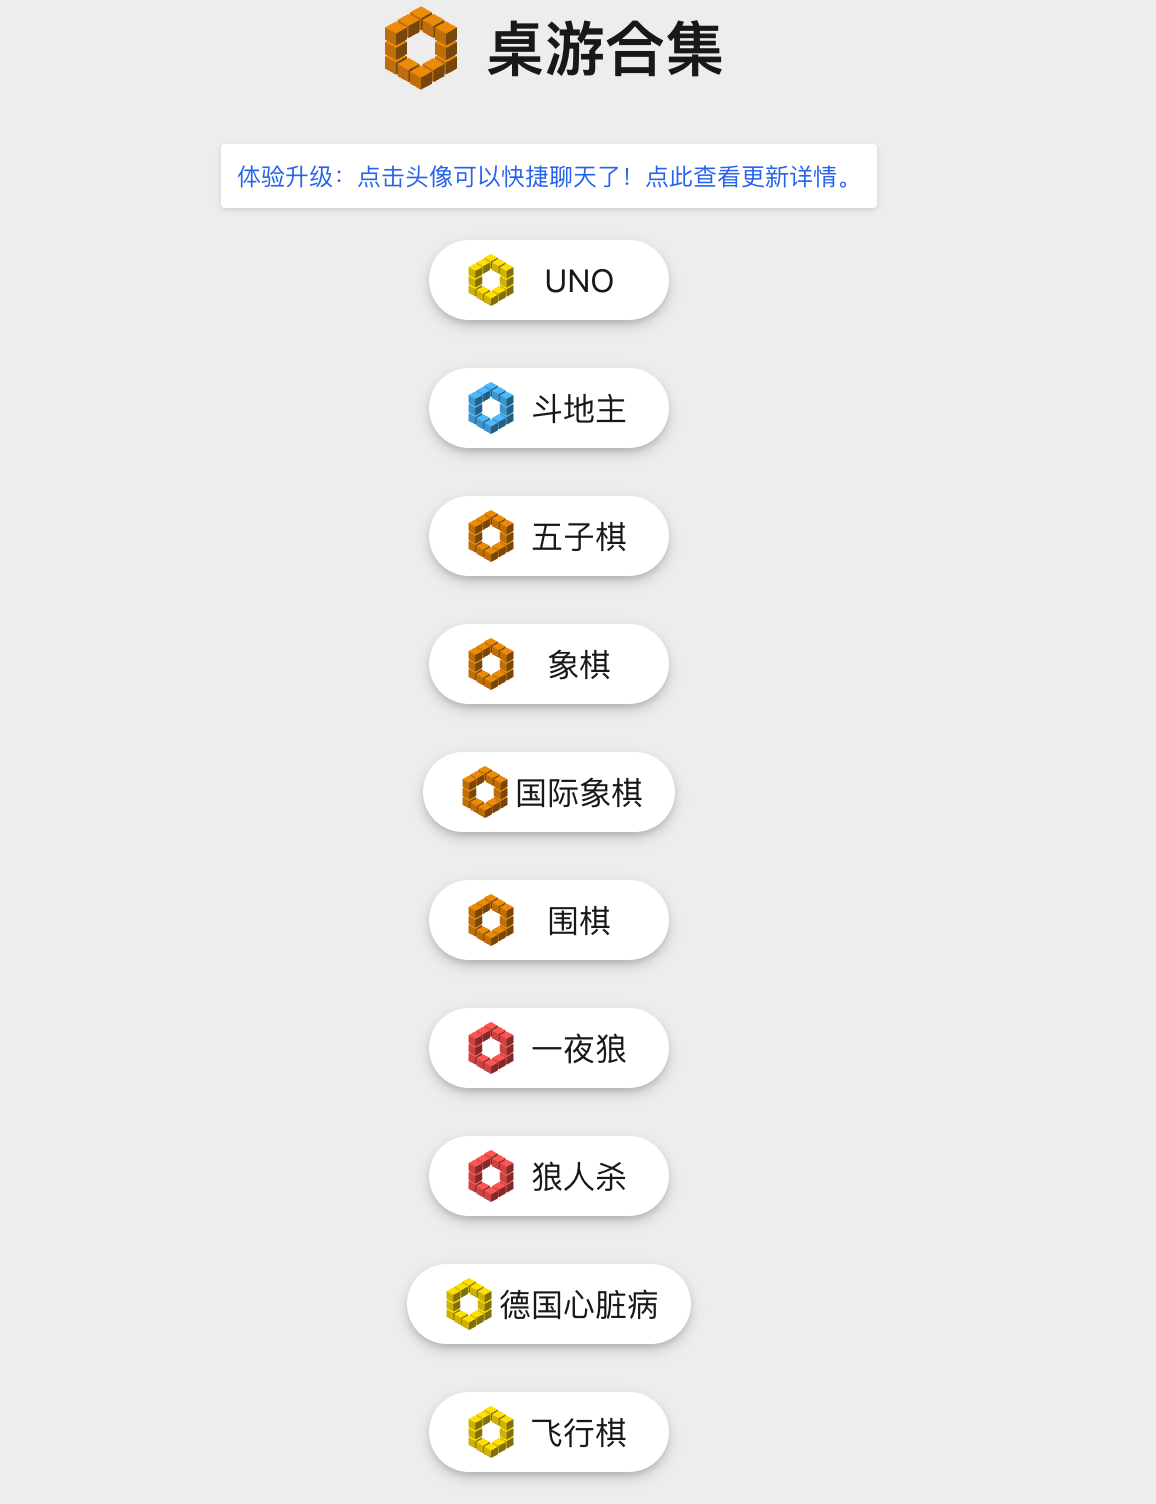 桌游合集
体验升级：点击头像可以快捷聊天了！点此查看更新详情。
UNO
斗地主
五子棋
象棋
国际象棋
围棋
一夜狼
狼人杀
德国心脏病
飞行棋